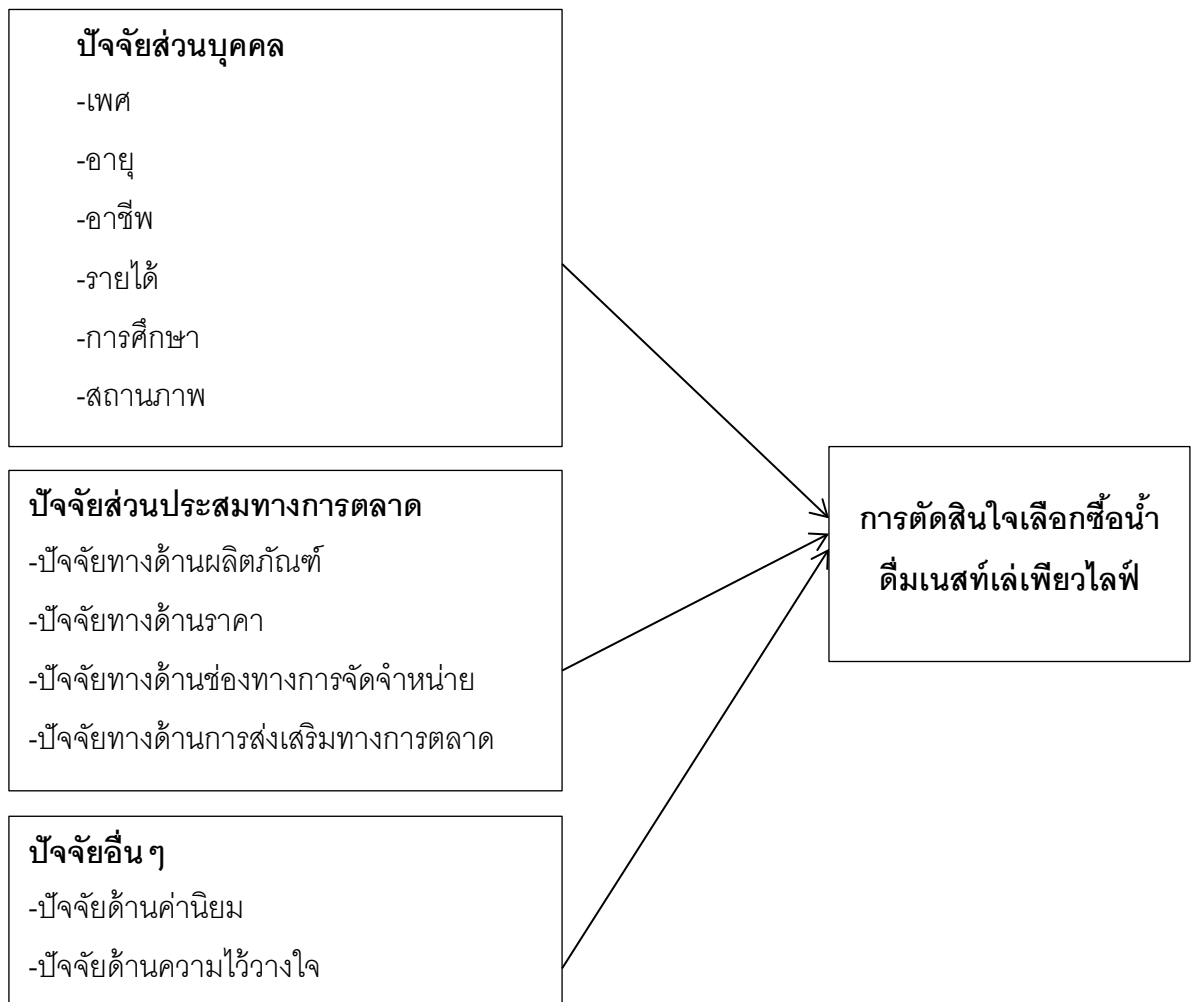 ปัจจัยส่วนบุคคล
-เพศ
-อายุ
-อาชีพ
-รายได้
-การศึกษา
-สถานภาพ
ปัจจัยส่วนประสมทางการตลาด
-ปัจจัยทางด้านผลิตภัณฑ์
-ปัจจัยทางด้านราคา
-ปัจจัยทางด้านช่องทางการจัดจำหน่าย
-ปัจจัยทางด้านการส่งเสริมทางการตลาด
ปัจจัยอื่น ๆ
-ปัจจัยด้านค่านิยม
-ปัจจัยด้านความไว้วางใจ
การตัดสินใจเลือกซื้อน้ำ
ดื่มเนสท์เล่เพียวไลฟ์